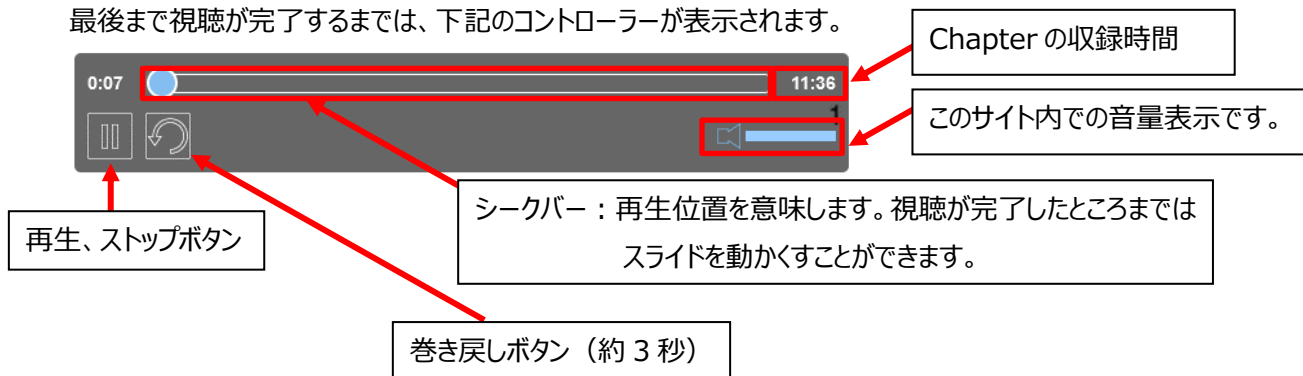 最後まで視聴が完了するまでは、下記のコントローラーが表示されます。
Chapter の収録時間
0:07
11:36
1
このサイト内での音量表示です。
シークバー：再生位置を意味します。視聴が完了したところまでは
スライドを動かくすことができます。
再生、ストップボタン
巻き戻しボタン（約 3 秒）